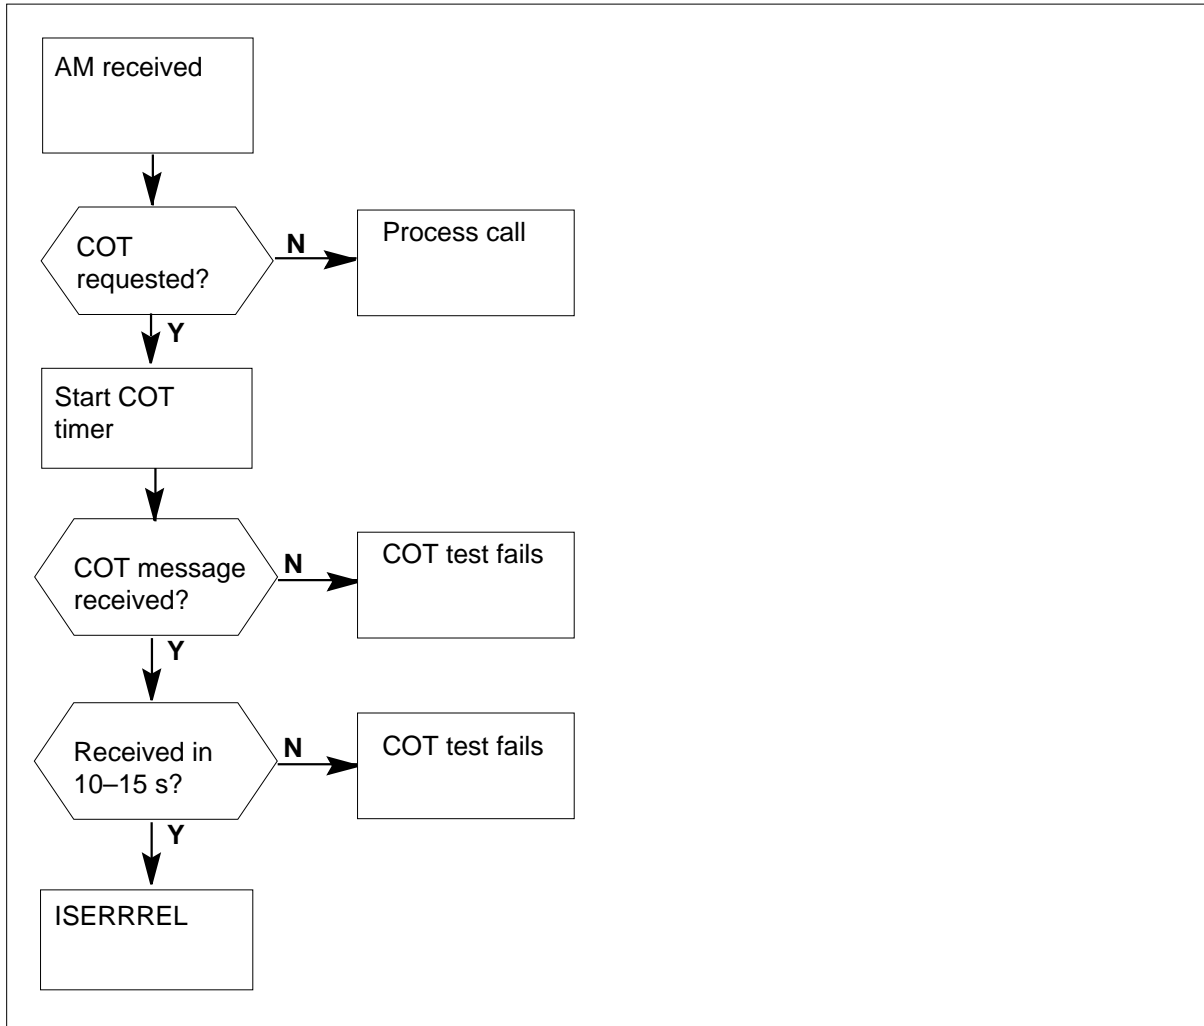 AM received
COT
requested?
N
Process call
Y
Start COT
timer
COT message
received?
N
COT test fails
Y
Received in
10–15 s?
N
COT test fails
Y
ISERRREL